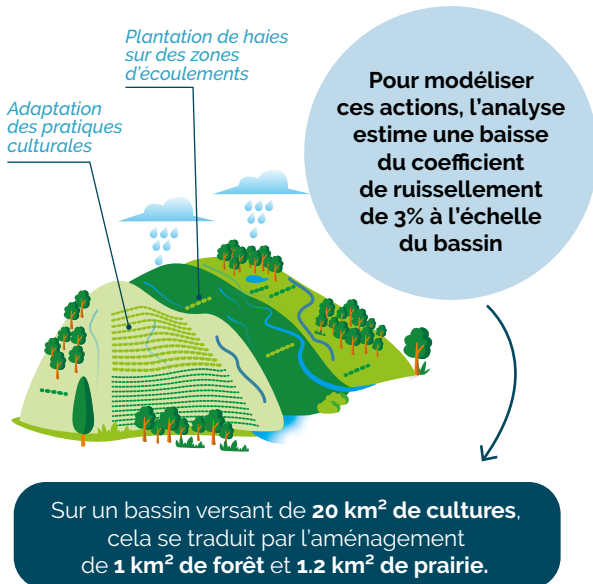 Plantation de haies
sur des zones
d'écoulements
Adaptation
des pratiques
culturales
Pour modéliser
ces actions, l'analyse
estime une baisse
du coefficient
de ruissellement
de 3% à l'échelle
du bassin
Sur un bassin versant de 20 km² de cultures,
cela se traduit par l'aménagement
de 1 km² de forêt et 1.2 km² de prairie.